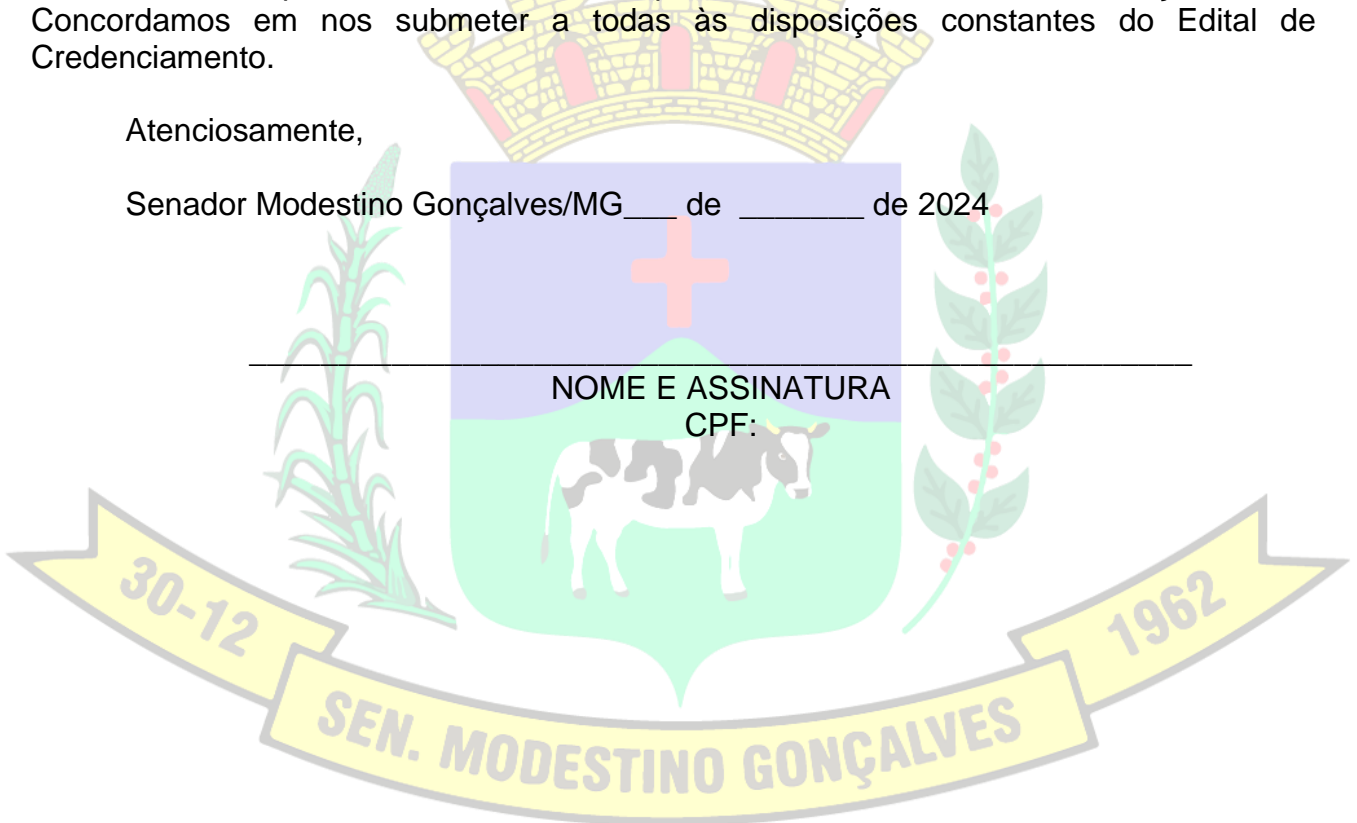 Concordamos em nos submeter a todas às disposições constantes do Edital de
Credenciamento.
Atenciosamente,
Senador Modestino Gonçalves/MG___ de _______ de 2024
NOME E ASSINATURA
CPF:
30-12
1962
SEN. MODESTINO GONÇALVES